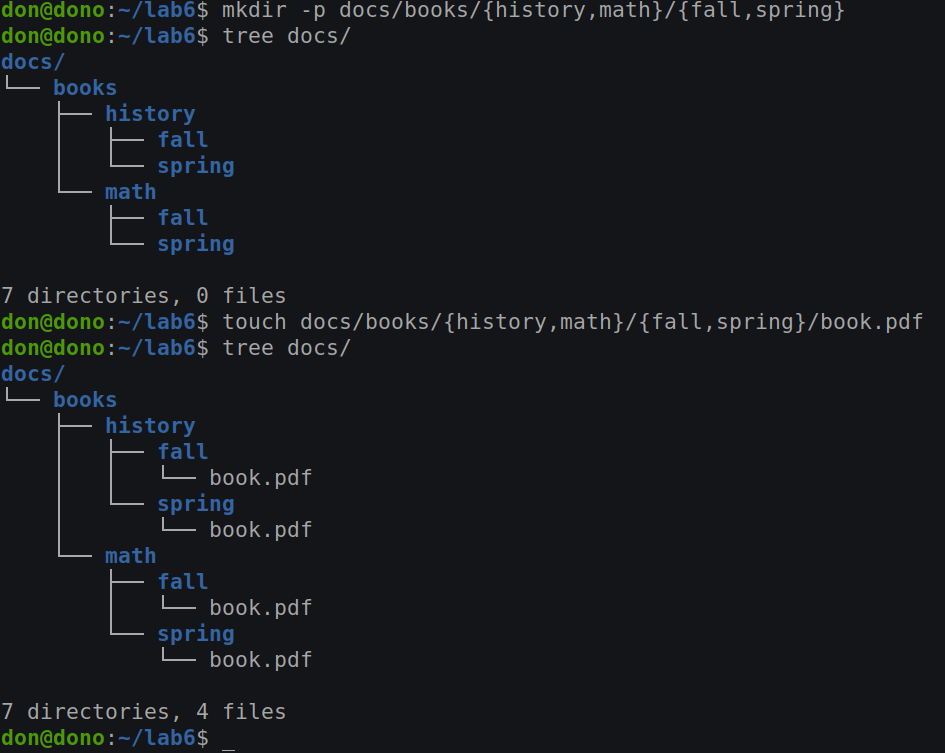 don@dono:~/lab6$ mkdir -p docs/books/{history,math}/{fall,spring}
don@dono:~/lab6$ tree docs/
docs/
└── books
    ├── history
    │   ├── fall
    │   └── spring
    └── math
        ├── fall
        └── spring

7 directories, 0 files
don@dono:~/lab6$ touch docs/books/{history,math}/{fall,spring}/book.pdf
don@dono:~/lab6$ tree docs/
docs/
└── books
    ├── history
    │   ├── fall
    │   │   └── book.pdf
    │   └── spring
    │       └── book.pdf
    └── math
        ├── fall
        │   └── book.pdf
        └── spring
            └── book.pdf

7 directories, 4 files
don@dono:~/lab6$ _